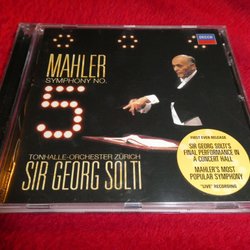 DECCA
MAHLER
SYMPHONY NO.
5
TONHALLE-ORCHESTER ZÜRICH
SIR GEORG SOLTI
FIRST EVER RELEASE
SIR GEORG SOLTI'S
FINAL PERFORMANCE IN
A CONCERT HALL
MAHLER'S MOST
POPULAR SYMPHONY
"LIVE" RECORDING